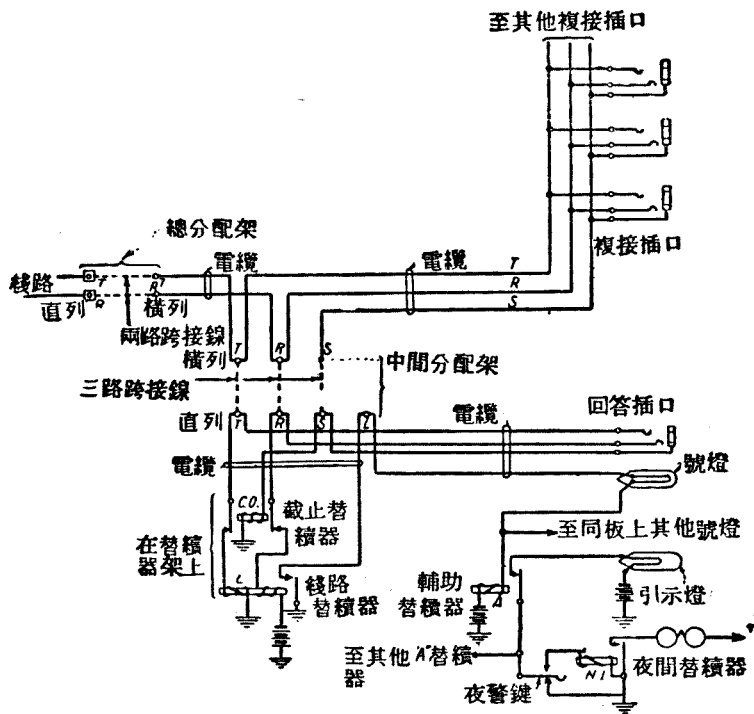 至其他複接插口
總分配架
電纜
電纜
T
R
S
複接插口
綫路
T
R
T
R
直列
橫列
兩路跨接線
T
R
S
橫列
中間分配架
三路跨接線
直列
T
R
S
L
電纜
回答插口
電纜
號燈
C.O.
截止替
續器
至同板上其他號燈
在替續
器架上
L
綫路
替續器
輔助
替續器
A
引示燈
至其他"A"替續
器
夜警鍵
N.1.
夜間替續器